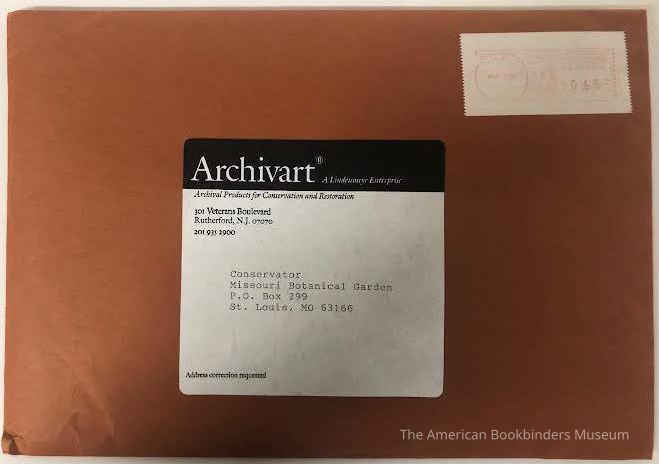 Archivart® A Lindenmeyr Enterprise
Archival Products for Conservation and Restoration
301 Veterans Boulevard
Rutherford, N.J. 07070
201 935 2900
Conservator
Missouri Botanical Garden
P.O. Box 299
St. Louis, MO 63166
Address correction requested
The American Bookbinders Museum